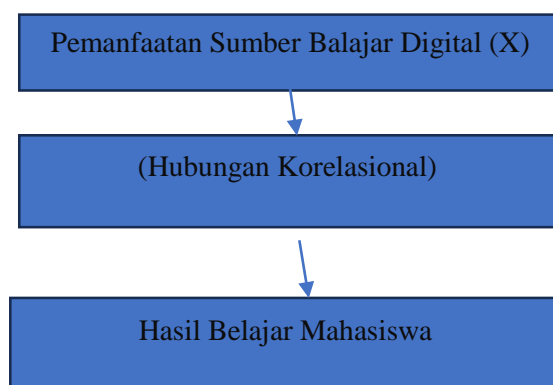 Pemanfaatan Sumber Balajar Digital (X)
(Hubungan Korelasional)
Hasil Belajar Mahasiswa